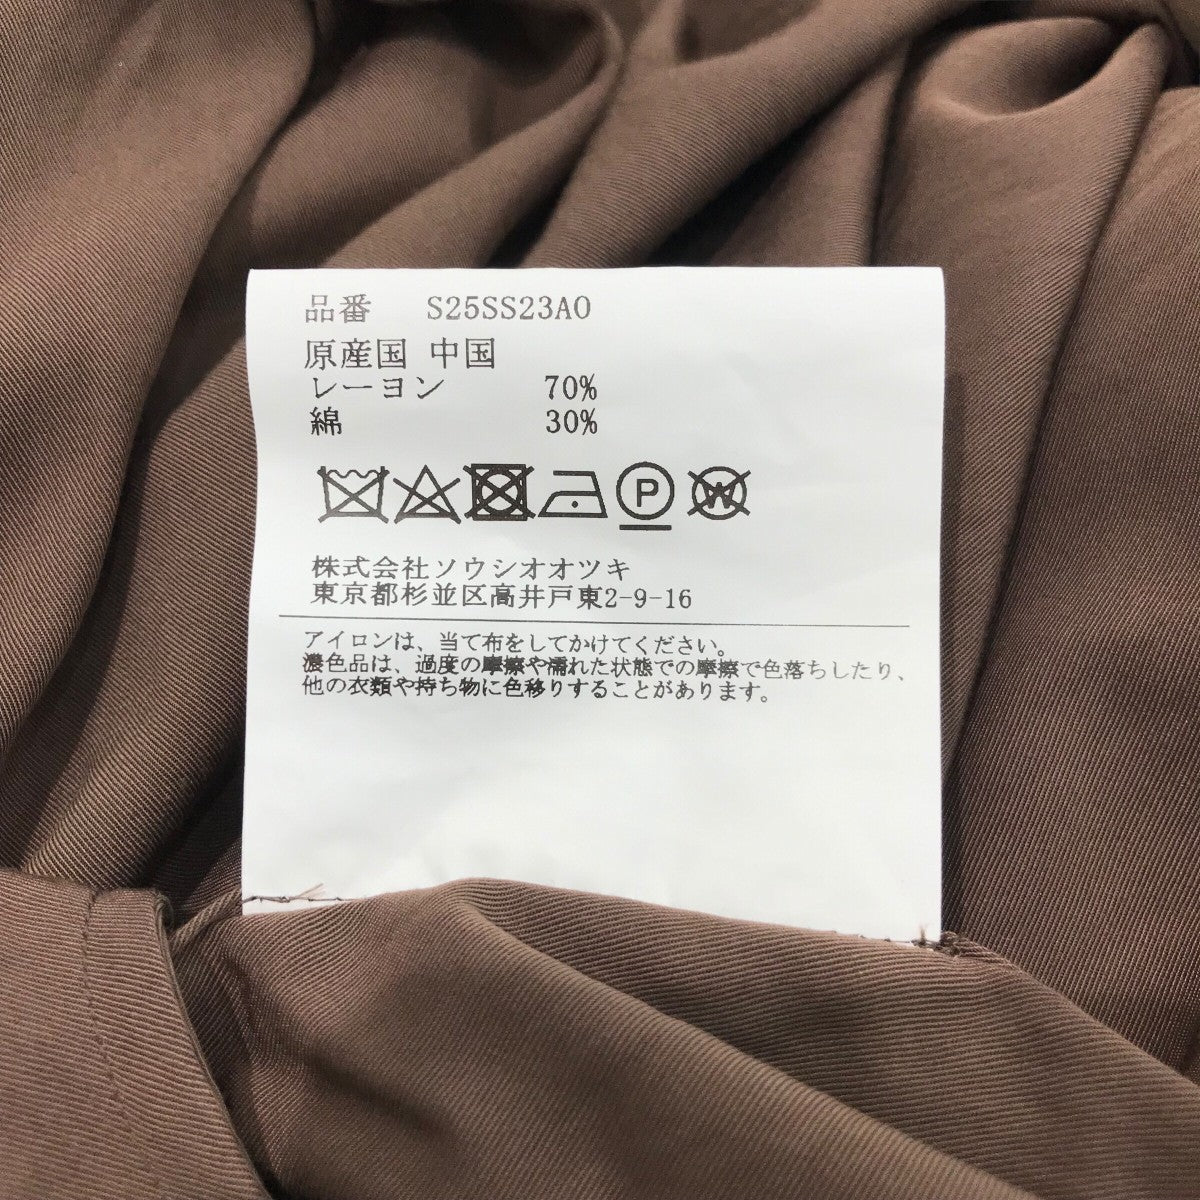 品番 S25SS23AO
原産国 中国
レーヨン 70%
綿 30%
P W
株式会社ソウシオオツキ
東京都杉並区高井戸東2-9-16
アイロンは、当て布をしてかけてください。
濃色品は、過度の摩擦や濡れた状態での摩擦で色落ちしたり、
他の衣類や持ち物に色移りすることがあります。